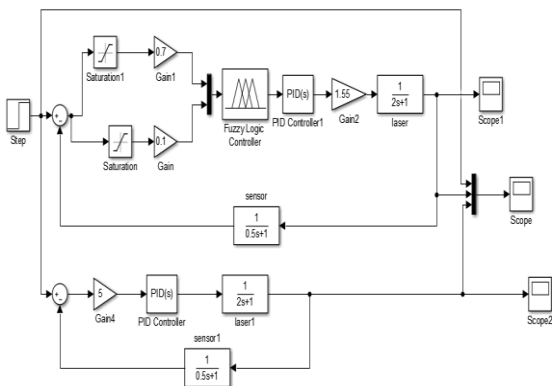 Saturation1
0.7
Gain1
Step
+
-
Saturation
0.1
Gain
Fuzzy Logic
Controller
PID(s)
PID Controller1
1.55
Gain2
1
2s+1
laser
Scope1
sensor
1
0.5s+1
Scope
+
-
5
Gain4
PID(s)
PID Controller
1
2s+1
laser1
Scope2
sensor1
1
0.5s+1